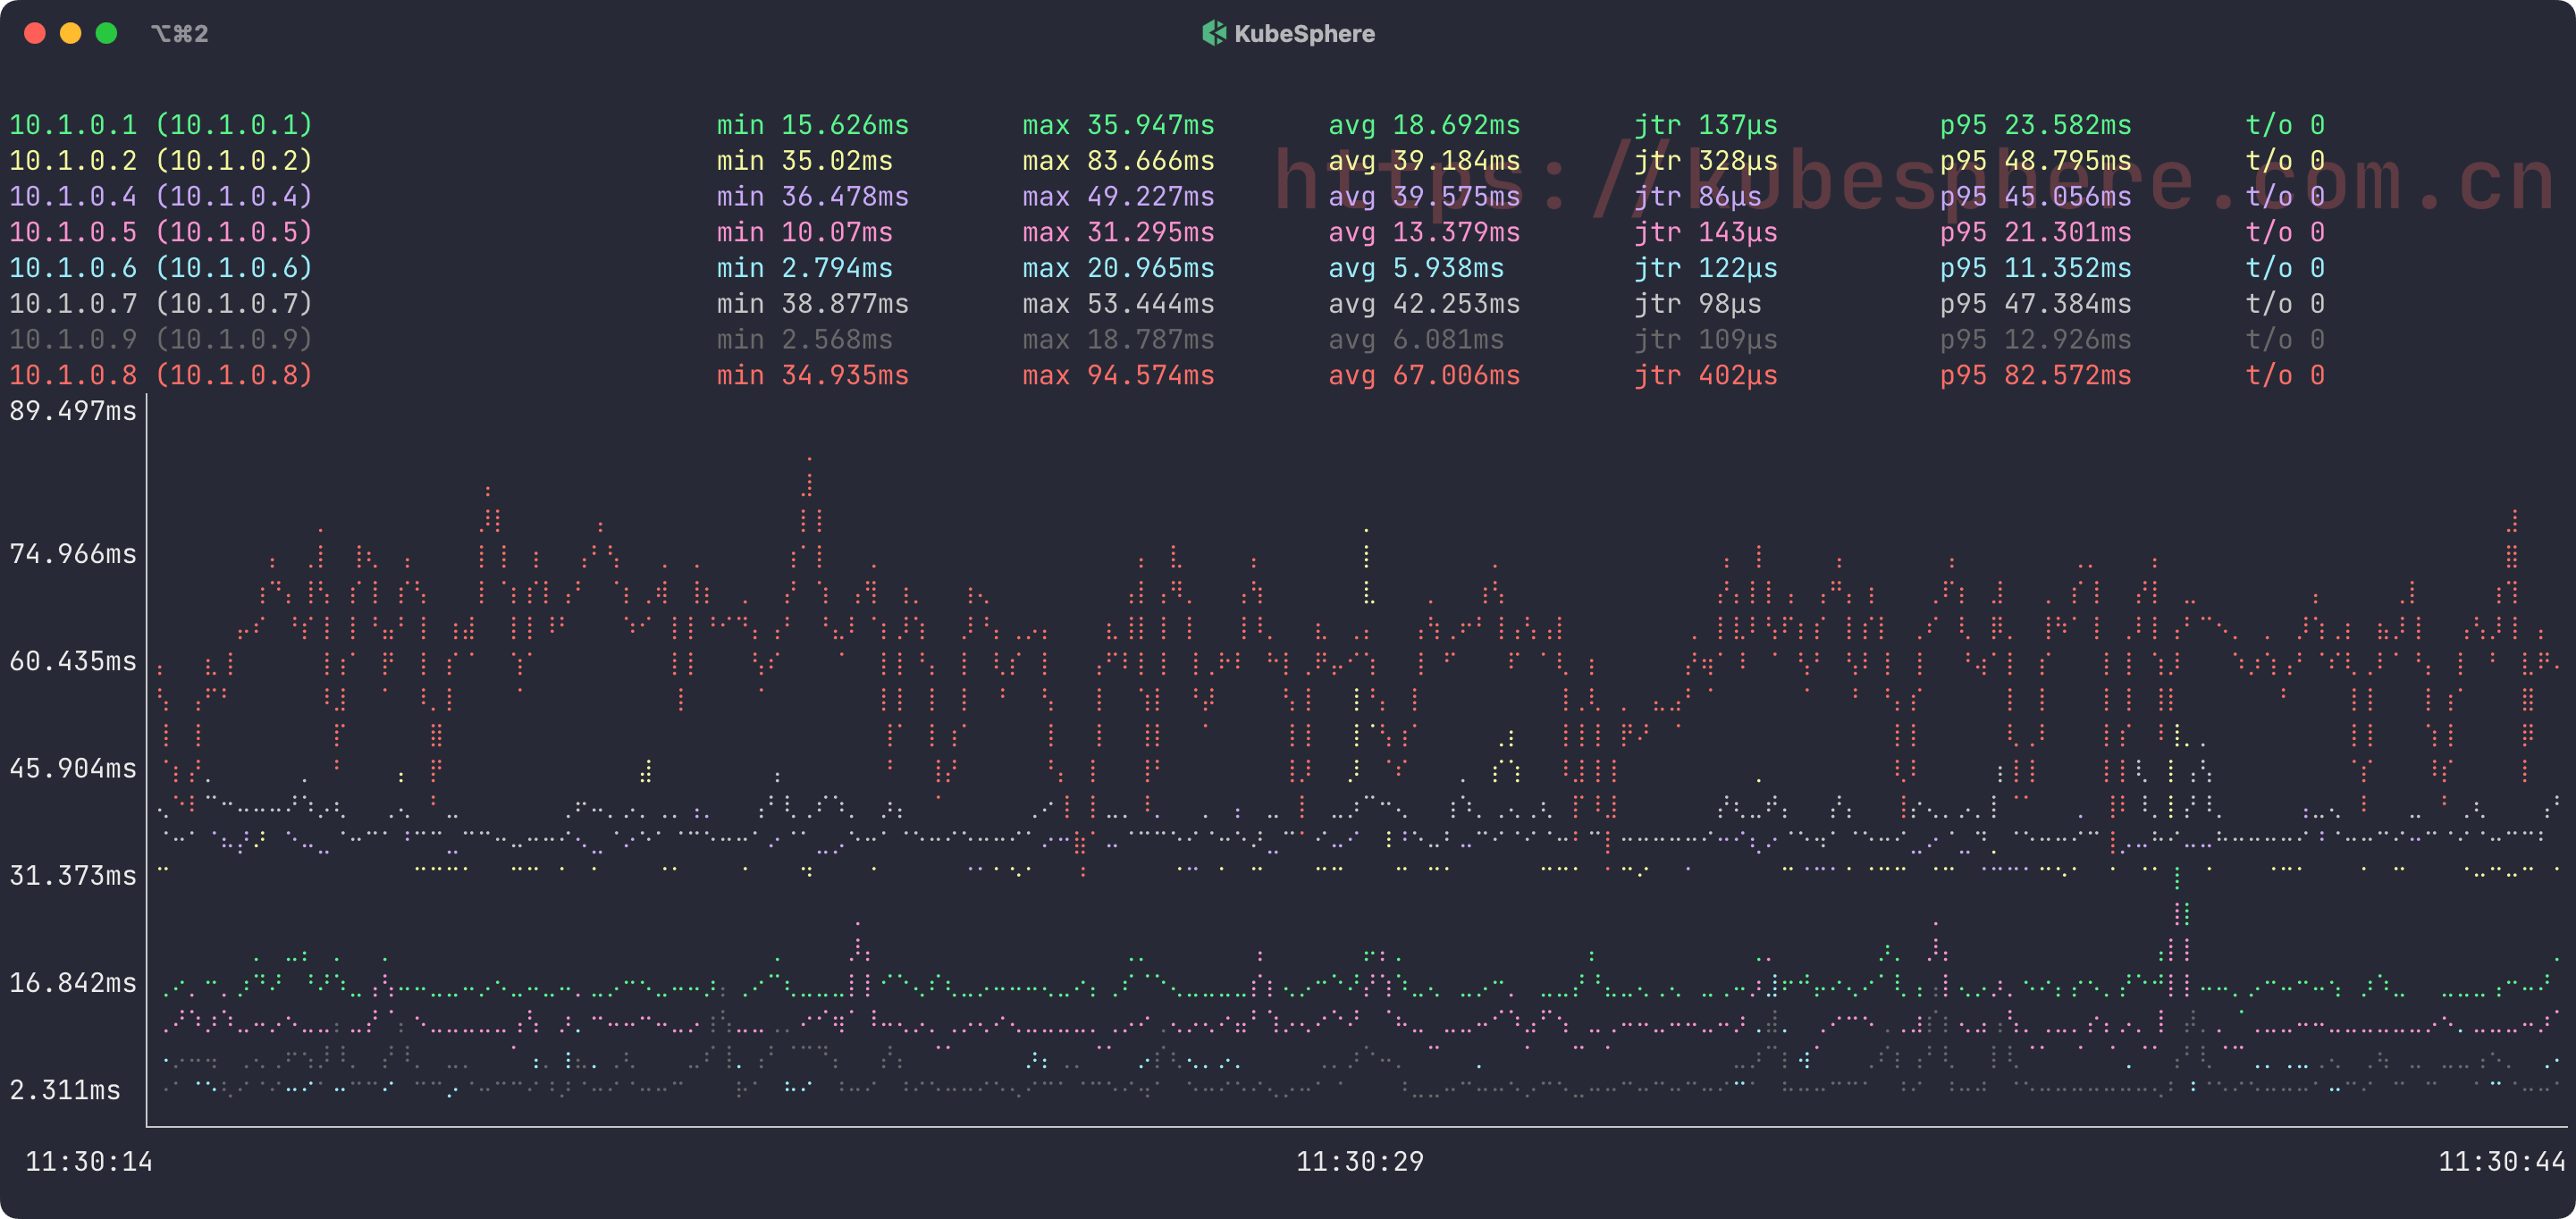 ⌥⌘2
KubeSphere
https://kubesphere.com.cn
10.1.0.1 (10.1.0.1) min 15.626ms max 35.947ms avg 18.692ms jtr 137µs p95 23.582ms t/o 0
10.1.0.2 (10.1.0.2) min 35.02ms max 83.666ms avg 39.184ms jtr 328µs p95 48.795ms t/o 0
10.1.0.4 (10.1.0.4) min 36.478ms max 49.227ms avg 39.575ms jtr 86µs p95 45.056ms t/o 0
10.1.0.5 (10.1.0.5) min 10.07ms max 31.295ms avg 13.379ms jtr 143µs p95 21.301ms t/o 0
10.1.0.6 (10.1.0.6) min 2.794ms max 20.965ms avg 5.938ms jtr 122µs p95 11.352ms t/o 0
10.1.0.7 (10.1.0.7) min 38.877ms max 53.444ms avg 42.253ms jtr 98µs p95 47.384ms t/o 0
10.1.0.9 (10.1.0.9) min 2.568ms max 18.787ms avg 6.081ms jtr 109µs p95 12.926ms t/o 0
10.1.0.8 (10.1.0.8) min 34.935ms max 94.574ms avg 67.006ms jtr 402µs p95 82.572ms t/o 0
89.497ms
74.966ms
60.435ms
45.904ms
31.373ms
16.842ms
2.311ms
11:30:14 11:30:29 11:30:44